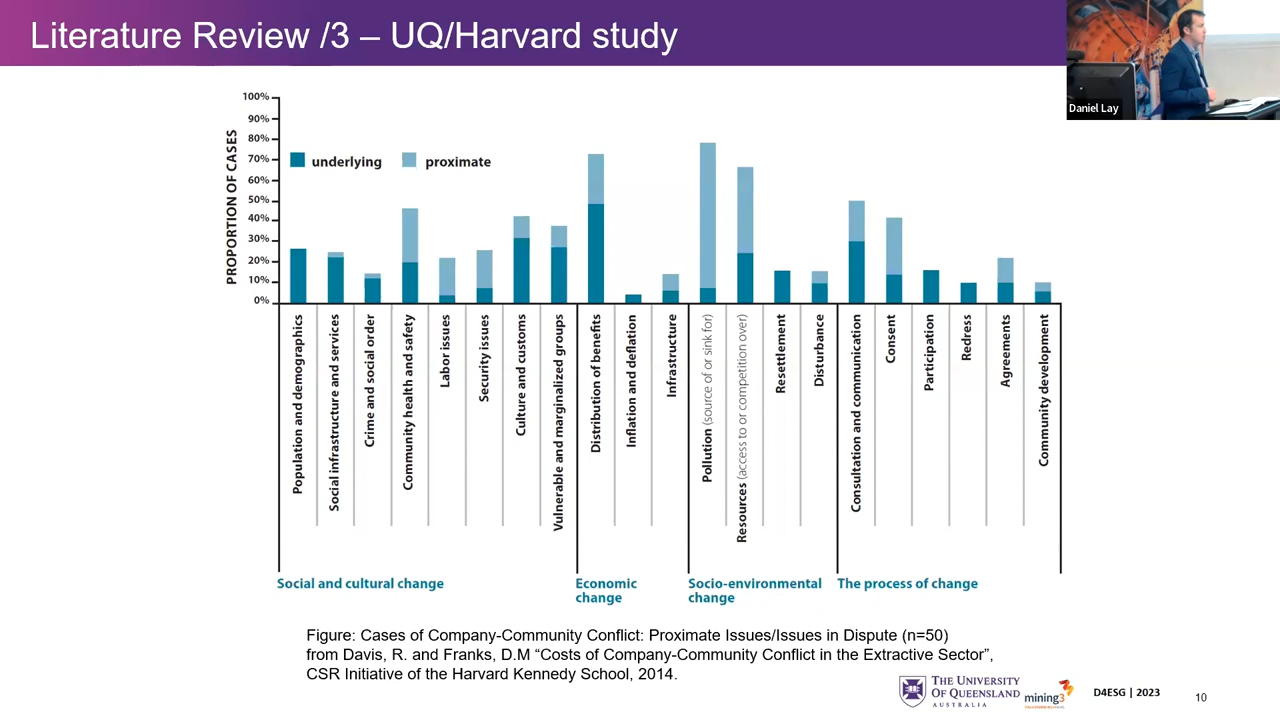 Literature Review /3 – UQ/Harvard study
Daniel Lay
PROPORTION OF CASES
100%
90%
80%
70%
60%
50%
40%
30%
20%
10%
0%
underlying
proximate
Population and demographics
Social infrastructure and services
Crime and social order
Community health and safety
Labor issues
Security issues
Culture and customs
Vulnerable and marginalized groups
Distribution of benefits
Inflation and deflation
Infrastructure
Pollution (source of or sink for)
Resources (access to or competition over)
Resettlement
Disturbance
Consultation and communication
Consent
Participation
Redress
Agreements
Community development
Social and cultural change
Economic
change
Socio-environmental
change
The process of change
Figure: Cases of Company-Community Conflict: Proximate Issues/Issues in Dispute (n=50)
from Davis, R. and Franks, D.M “Costs of Company-Community Conflict in the Extractive Sector”,
CSR Initiative of the Harvard Kennedy School, 2014.
THE UNIVERSITY
OF QUEENSLAND
AUSTRALIA
mining3
D4ESG | 2023
10